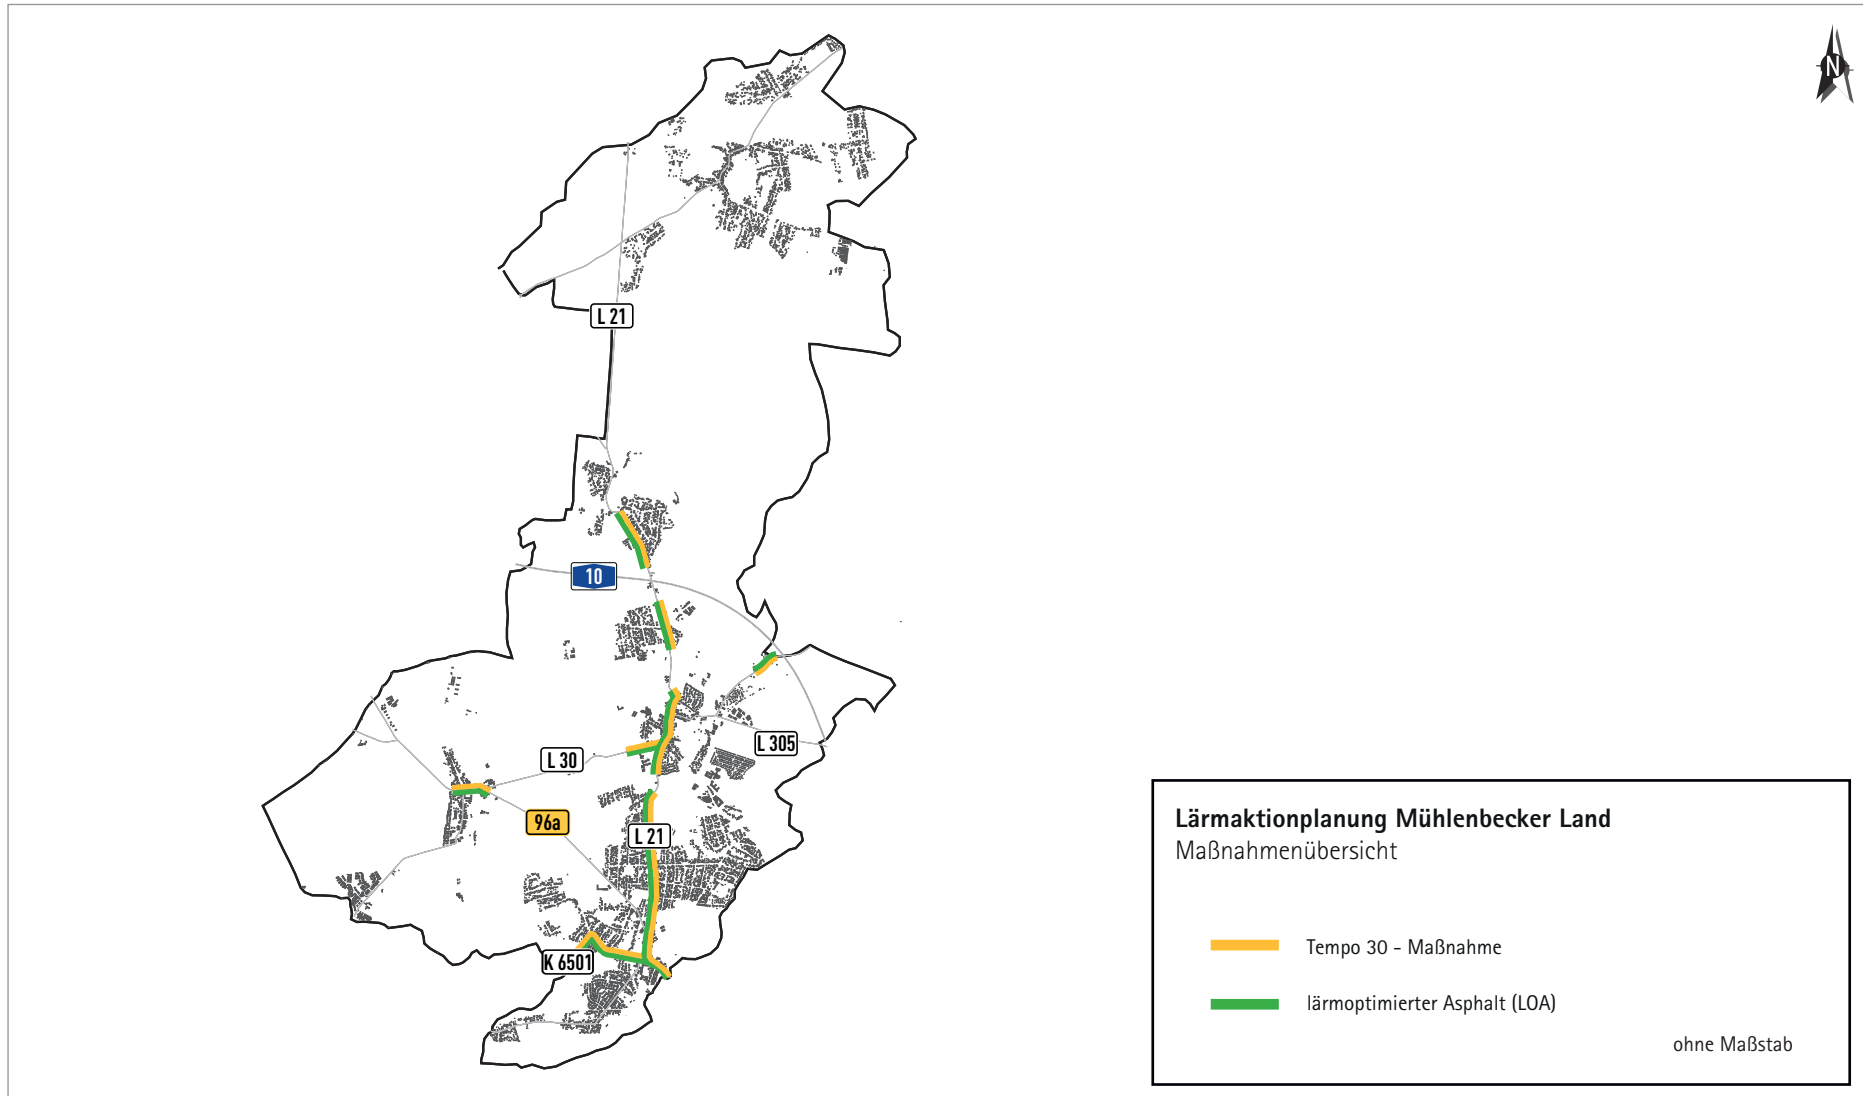 N
L 21
10
L 305
L 30
96a
L 21
K 6501
Lärmaktionplanung Mühlenbecker Land
Maßnahmenübersicht
Tempo 30 - Maßnahme
lärmoptimierter Asphalt (LOA)
ohne Maßstab